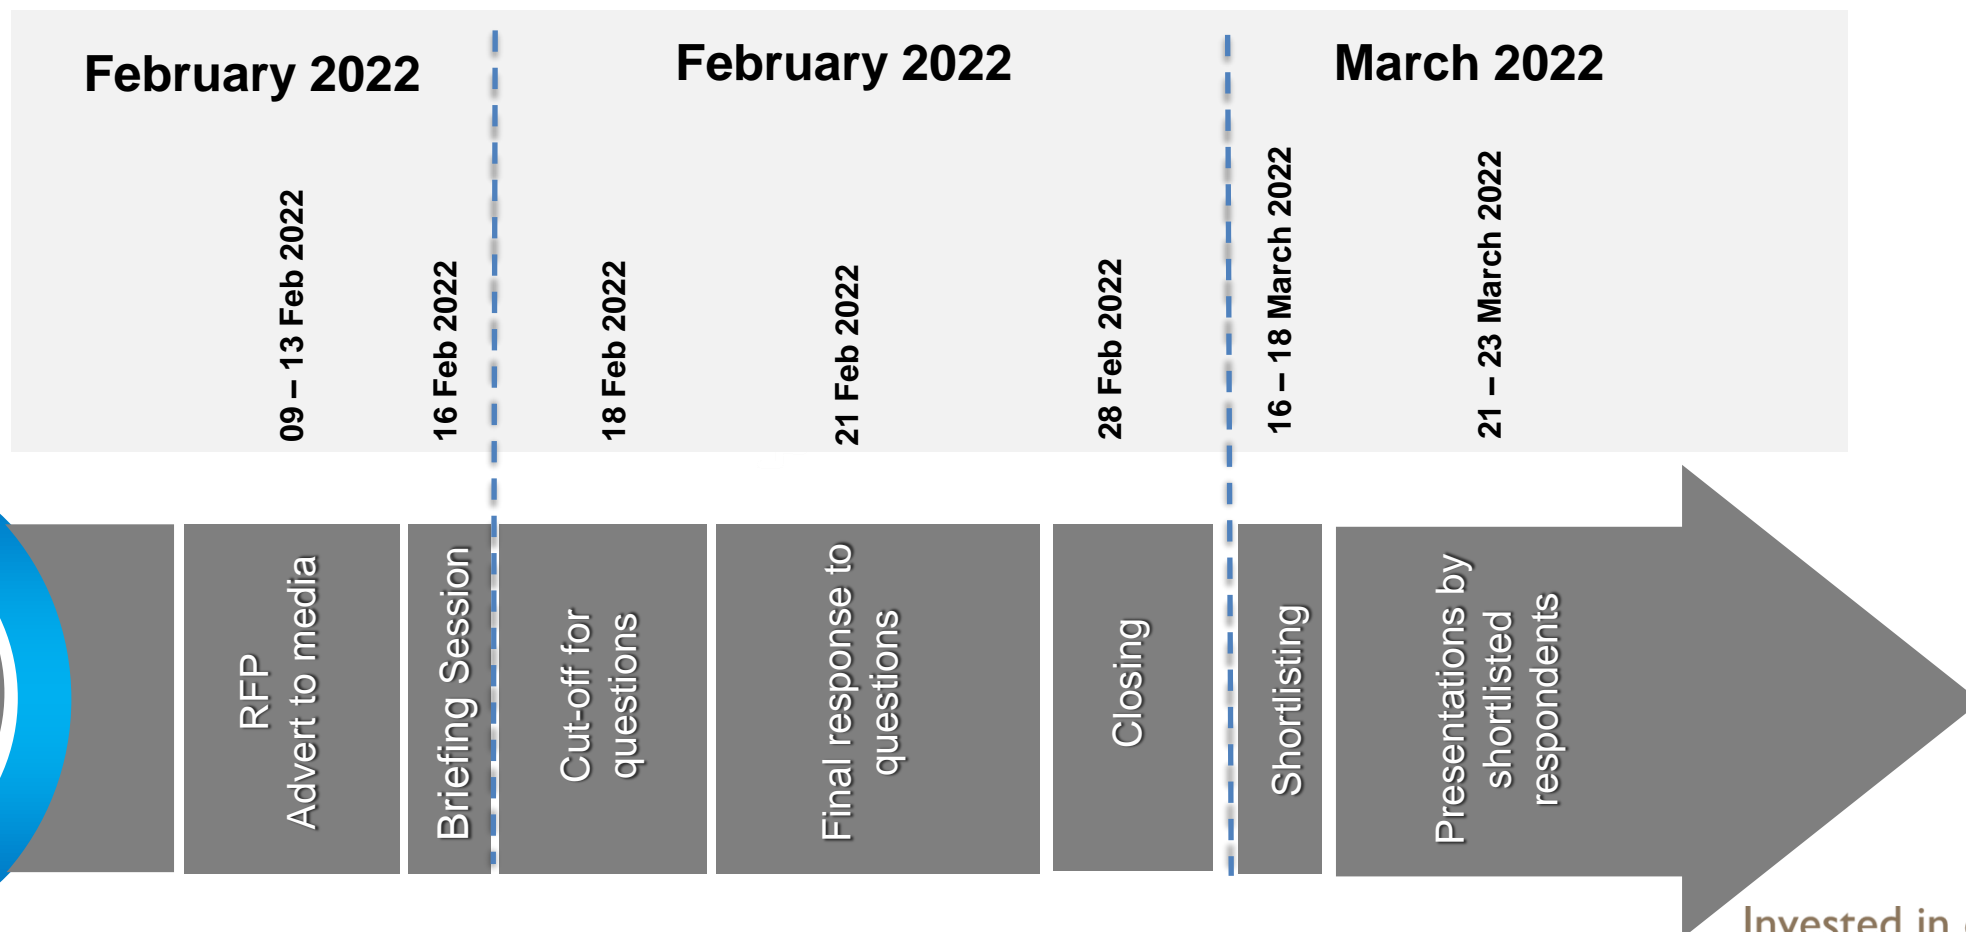 February 2022
February 2022
March 2022
09 – 13 Feb 2022
16 Feb 2022
18 Feb 2022
21 Feb 2022
28 Feb 2022
16 – 18 March 2022
21 – 23 March 2022
RFP
Advert to media
Briefing Session
Cut-off for
questions
Final response to
questions
Closing
Shortlisting
Presentations by
shortlisted
respondents
Invested in